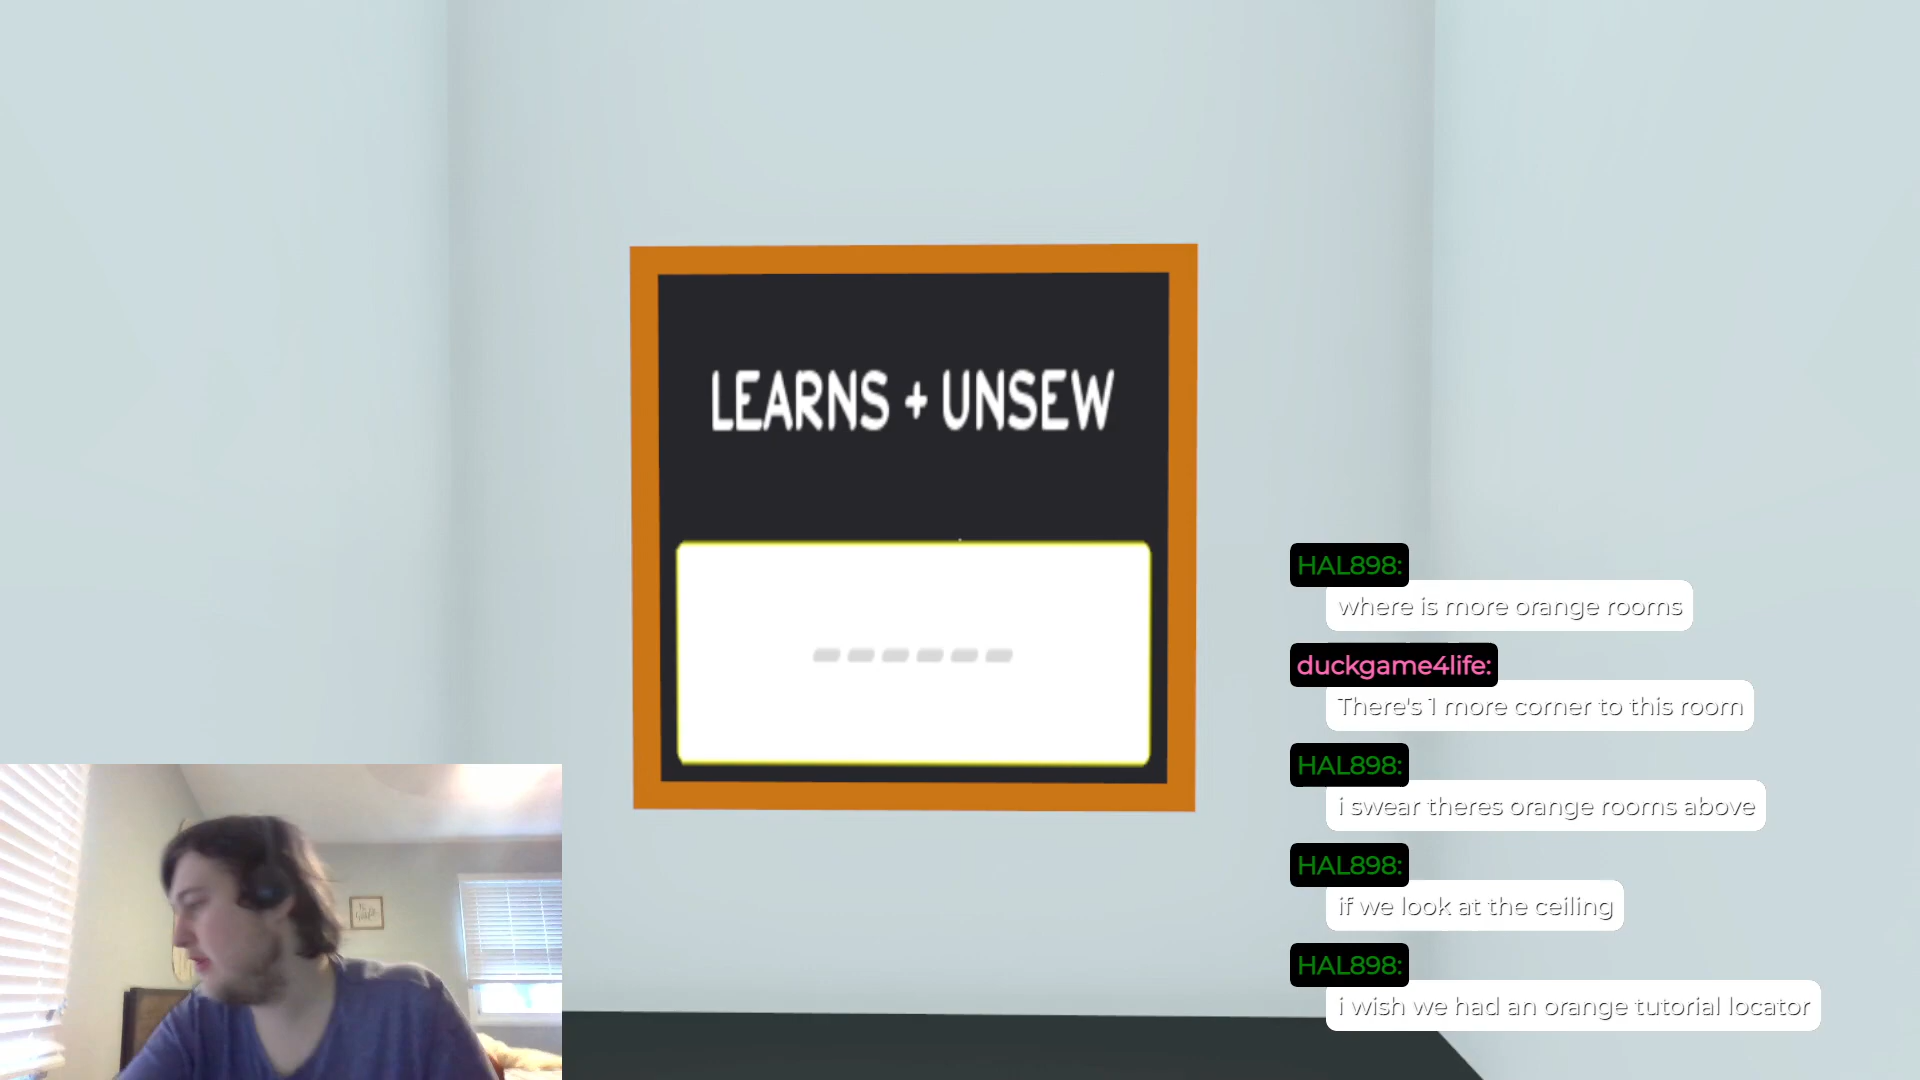 LEARNS + UNSEW
HAL898:
where is more orange rooms
duckgame4life:
There's 1 more corner to this room
HAL898:
i swear theres orange rooms above
HAL898:
if we look at the ceiling
HAL898:
i wish we had an orange tutorial locator